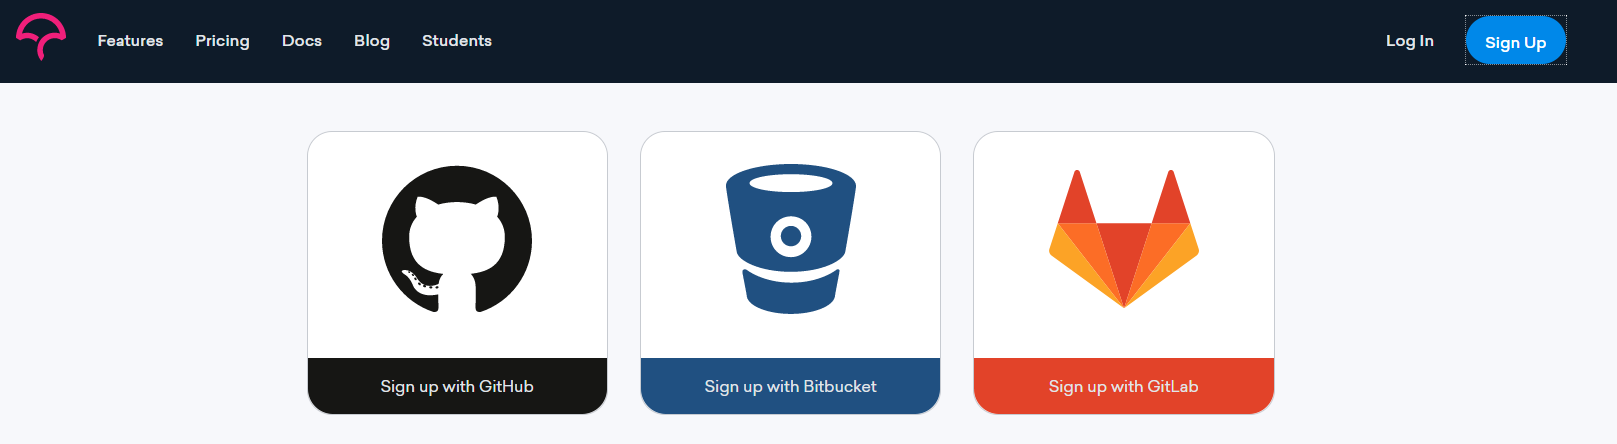 Features Pricing Docs Blog Students Log In Sign Up
Sign up with GitHub Sign up with Bitbucket Sign up with GitLab